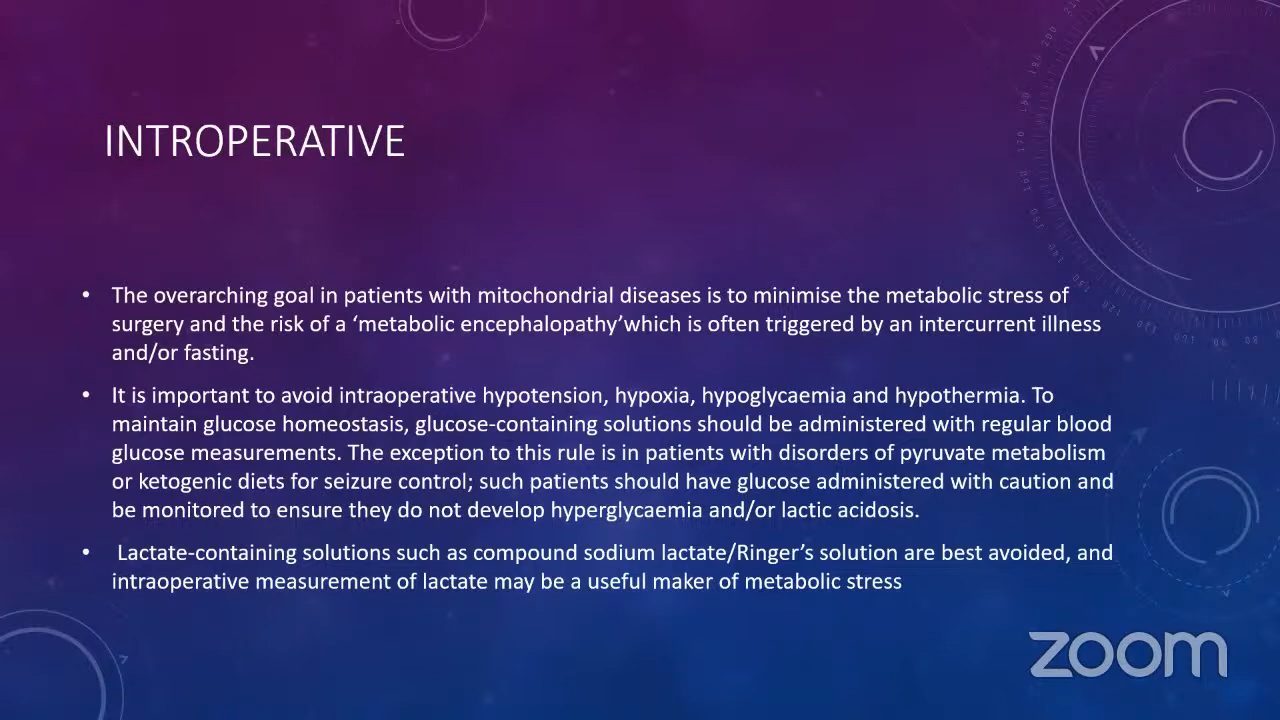 INTROPERATIVE
• The overarching goal in patients with mitochondrial diseases is to minimise the metabolic stress of
surgery and the risk of a ‘metabolic encephalopathy’which is often triggered by an intercurrent illness
and/or fasting.
• It is important to avoid intraoperative hypotension, hypoxia, hypoglycaemia and hypothermia. To
maintain glucose homeostasis, glucose-containing solutions should be administered with regular blood
glucose measurements. The exception to this rule is in patients with disorders of pyruvate metabolism
or ketogenic diets for seizure control; such patients should have glucose administered with caution and
be monitored to ensure they do not develop hyperglycaemia and/or lactic acidosis.
• Lactate-containing solutions such as compound sodium lactate/Ringer’s solution are best avoided, and
intraoperative measurement of lactate may be a useful maker of metabolic stress
zoom